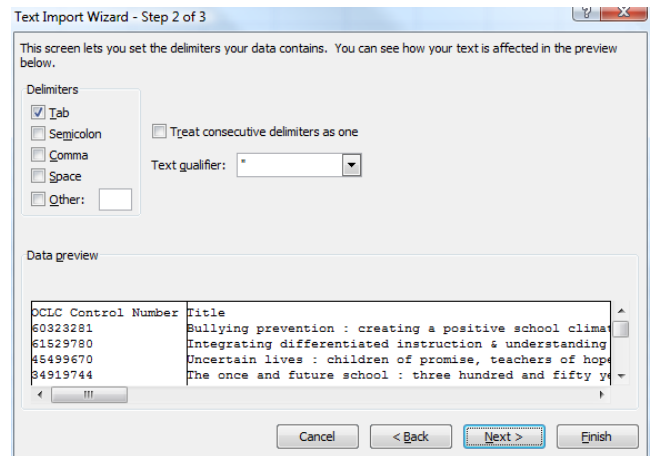 Text Import Wizard - Step 2 of 3
?
X
This screen lets you set the delimiters your data contains. You can see how your text is affected in the preview
below.
Delimiters
Tab
Semicolon
Comma
Space
Other:
Treat consecutive delimiters as one
Text qualifier: "
Data preview
OCLC Control Number Title
60323281 Bullying prevention : creating a positive school climat
61529780 Integrating differentiated instruction & understanding
45499670 Uncertain lives : children of promise, teachers of hope
34919744 The once and future school : three hundred and fifty ye
Cancel < Back Next > Finish